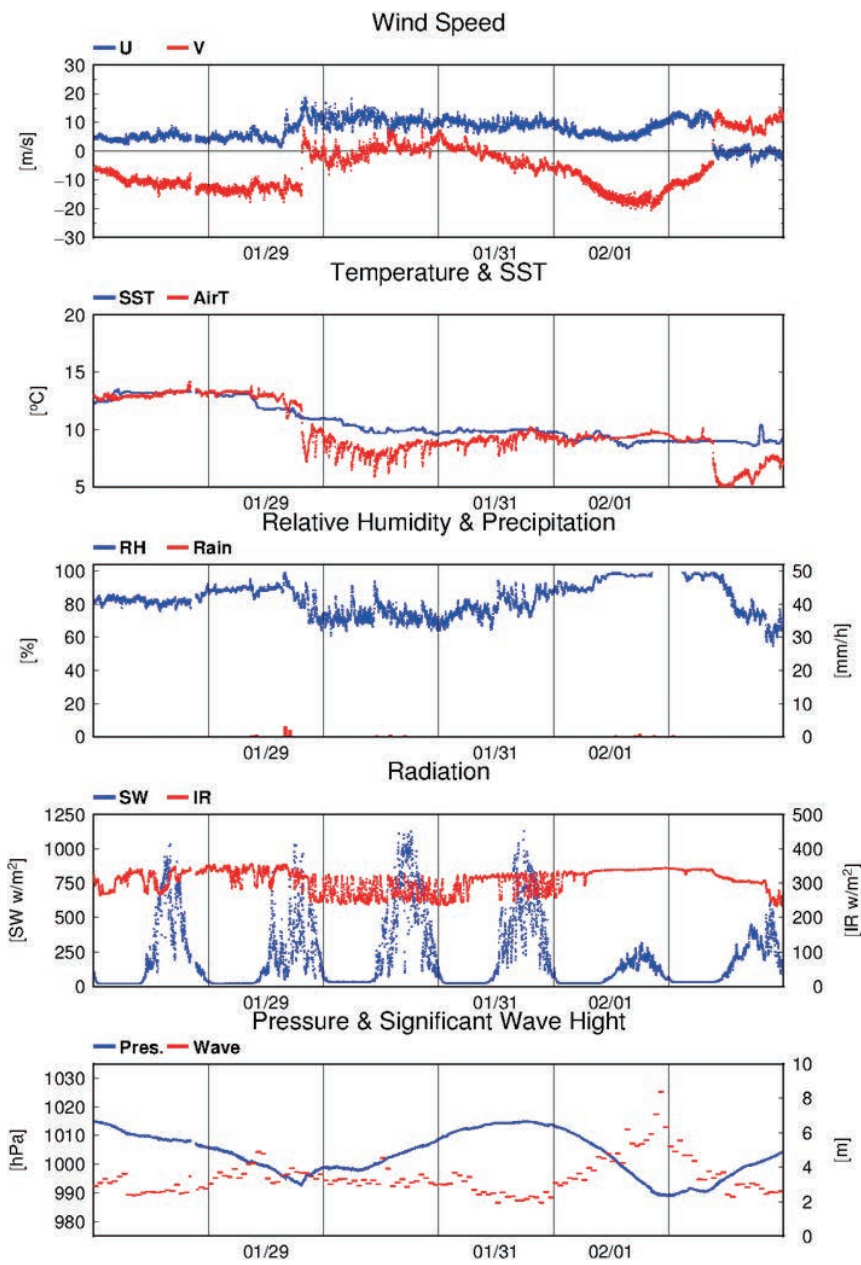 Wind Speed
U V
30
20
10
0
−10
−20
−30
[m/s]
01/29 01/31 02/01
Temperature & SST
SST AirT
20
15
10
5
[ºC]
01/29 01/31 02/01
Relative Humidity & Precipitation
RH Rain
100 50
80 40
60 30
40 20
20 10
0 0
[%] [mm/h]
01/29 01/31 02/01
Radiation
SW IR
1250 500
1000 400
750 300
500 200
250 100
0 0
[SW w/m²] [IR w/m²]
01/29 01/31 02/01
Pressure & Significant Wave Hight
Pres. Wave
1030 10
1020 8
1010 6
1000 4
990 2
980 0
[hPa] [m]
01/29 01/31 02/01